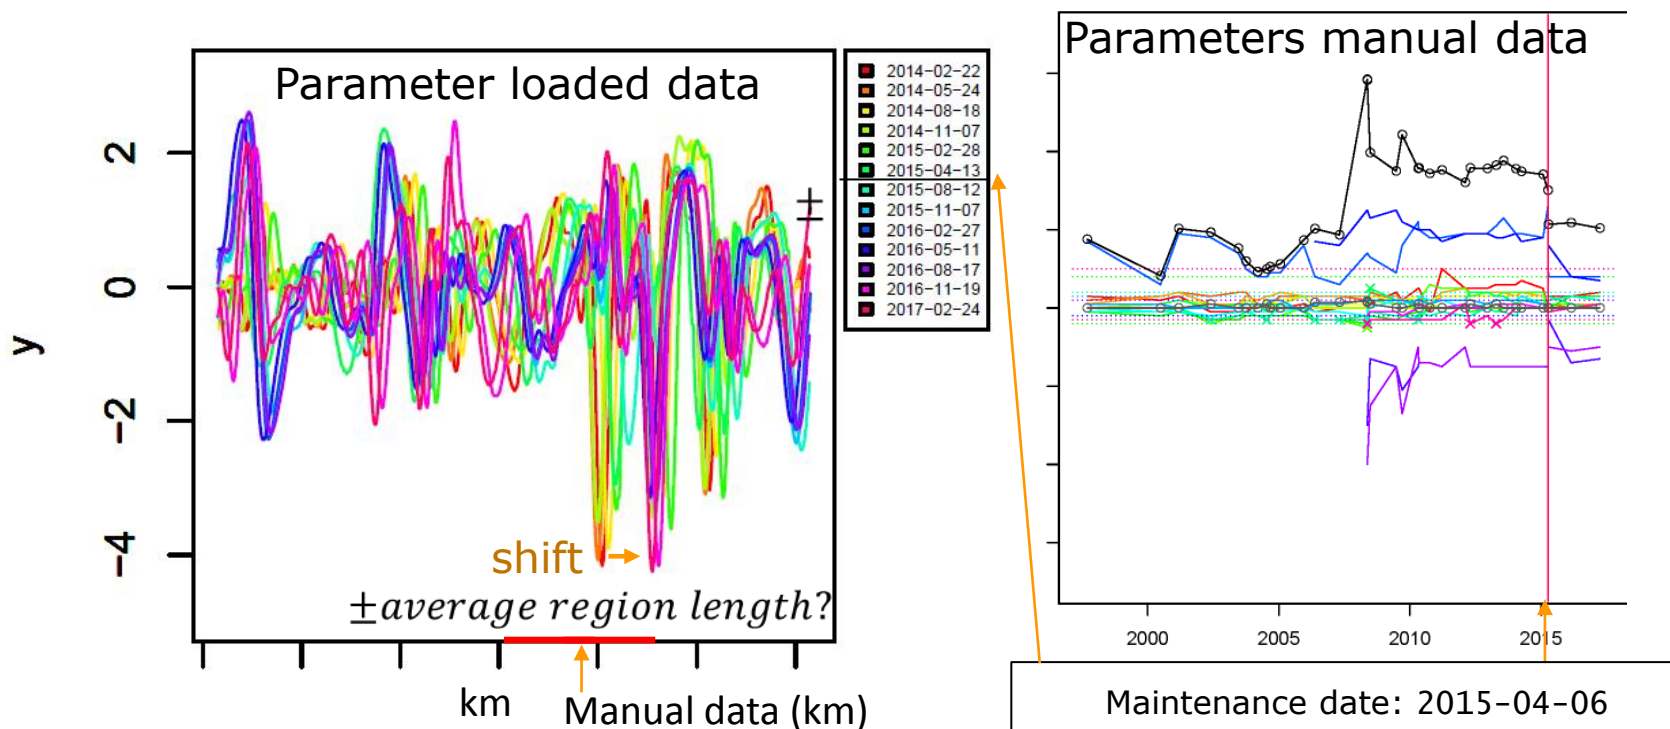 Parameter loaded data
y
2
0
−2
−4
shift
±average region length?
km
Manual data (km)
±
2014−02−22
2014−05−24
2014−08−18
2014−11−07
2015−02−28
2015−04−13
2015−08−12
2015−11−07
2016−02−27
2016−05−11
2016−08−17
2016−11−19
2017−02−24
Parameters manual data
2000 2005 2010 2015
Maintenance date: 2015-04-06